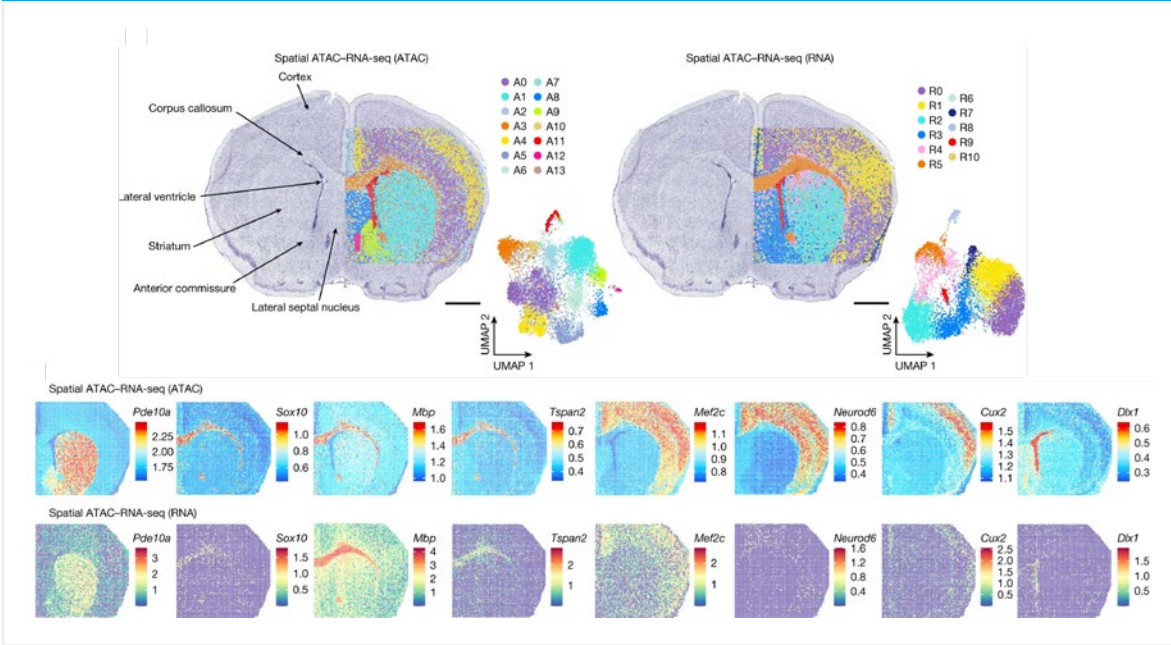 Spatial ATAC–RNA-seq (ATAC)
Cortex
Corpus callosum
Lateral ventricle
Striatum
Anterior commissure
Lateral septal nucleus
A0 A7
A1 A8
A2 A9
A3 A10
A4 A11
A5 A12
A6 A13
UMAP 2
UMAP 1
Spatial ATAC–RNA-seq (RNA)
R0
R1
R2
R3
R4
R5
R6
R7
R8
R9
R10
UMAP 2
UMAP 1
Spatial ATAC–RNA-seq (ATAC)
Pde10a
2.25
2.00
1.75
Sox10
1.0
0.8
0.6
Mbp
1.6
1.4
1.2
1.0
Tspan2
0.7
0.6
0.5
0.4
Mef2c
1.1
1.0
0.9
0.8
Neurod6
0.8
0.7
0.6
0.5
0.4
Cux2
1.5
1.4
1.3
1.2
1.1
Dlx1
0.6
0.5
0.4
0.3
Spatial ATAC–RNA-seq (RNA)
Pde10a
3
2
1
Sox10
1.5
1.0
0.5
Mbp
4
3
2
1
Tspan2
2
1
Mef2c
2
1
Neurod6
1.6
1.2
0.8
0.4
Cux2
2.5
2.0
1.5
1.0
0.5
Dlx1
1.5
1.0
0.5